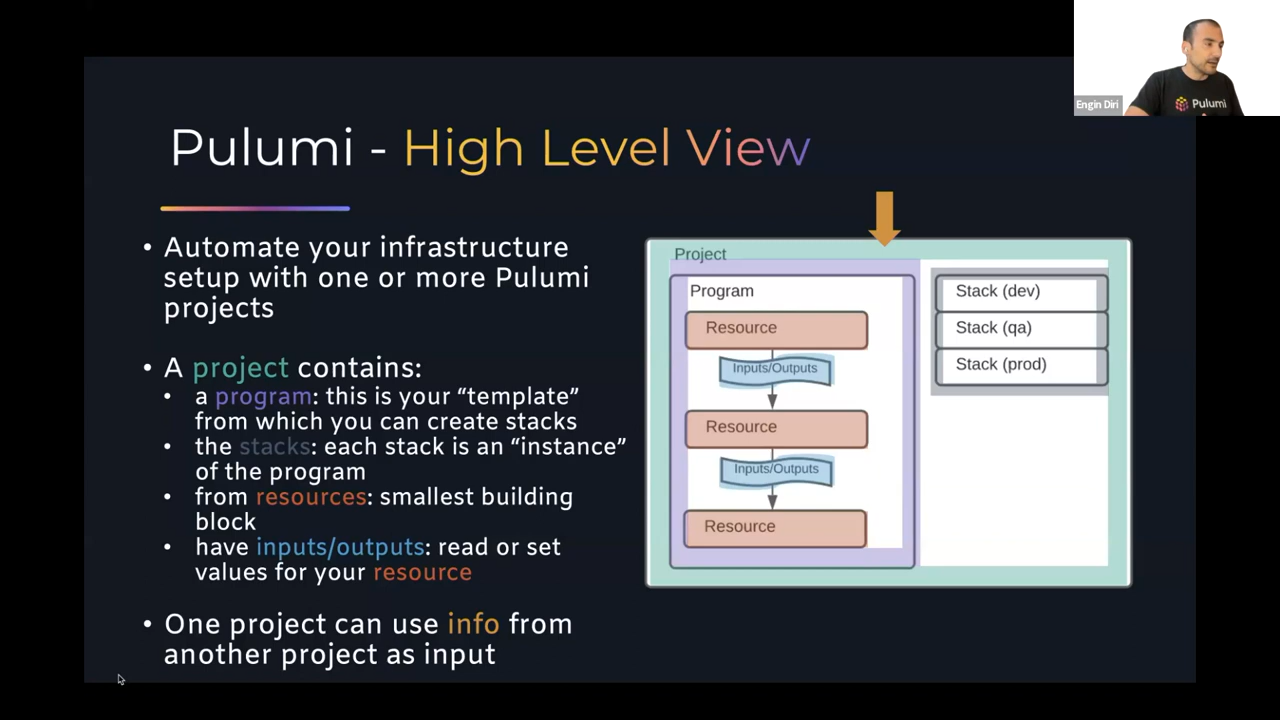 Engin Diri
Pulumi
Pulumi - High Level View
• Automate your infrastructure
setup with one or more Pulumi
projects
• A project contains:
• a program: this is your “template”
from which you can create stacks
• the stacks: each stack is an “instance”
of the program
• from resources: smallest building
block
• have inputs/outputs: read or set
values for your resource
• One project can use info from
another project as input
Project
Program
Resource
Inputs/Outputs
Resource
Inputs/Outputs
Resource
Stack (dev)
Stack (qa)
Stack (prod)